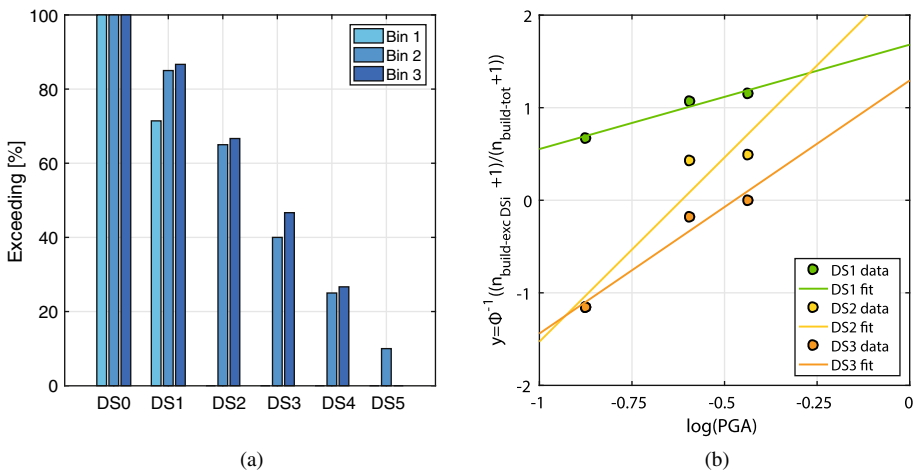 100
80
60
40
20
0
Exceeding [%]
DS0 DS1 DS2 DS3 DS4 DS5
Bin 1
Bin 2
Bin 3
(a)
2
1
0
-1
-2
y=Φ⁻¹((n_build-exc DSi +1)/(n_build-tot +1))
-1 -0.75 -0.5 -0.25 0
log(PGA)
DS1 data
DS1 fit
DS2 data
DS2 fit
DS3 data
DS3 fit
(b)